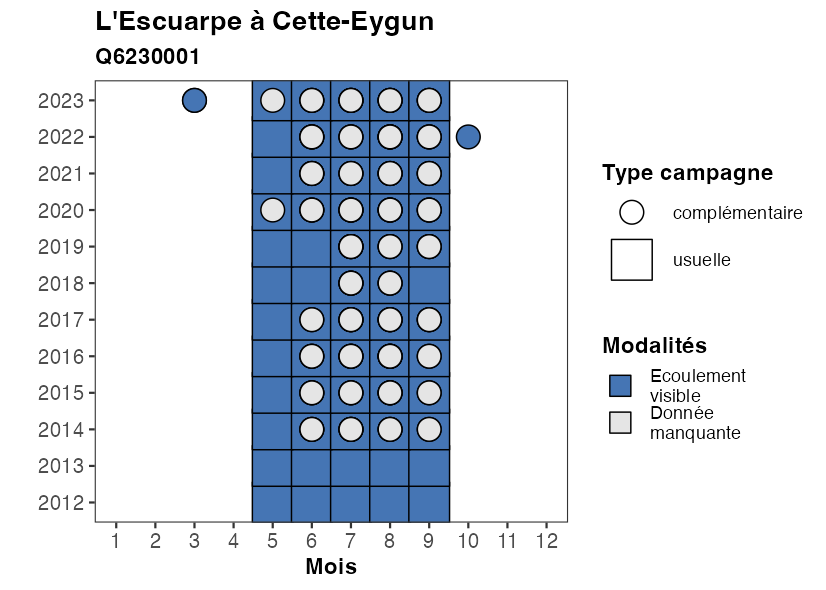 L'Escuarpe à Cette-Eygun
Q6230001
2023
2022
2021
2020
2019
2018
2017
2016
2015
2014
2013
2012
1 2 3 4 5 6 7 8 9 10 11 12
Mois
Type campagne
complémentaire
usuelle
Modalités
Ecoulement
visible
Donnée
manquante